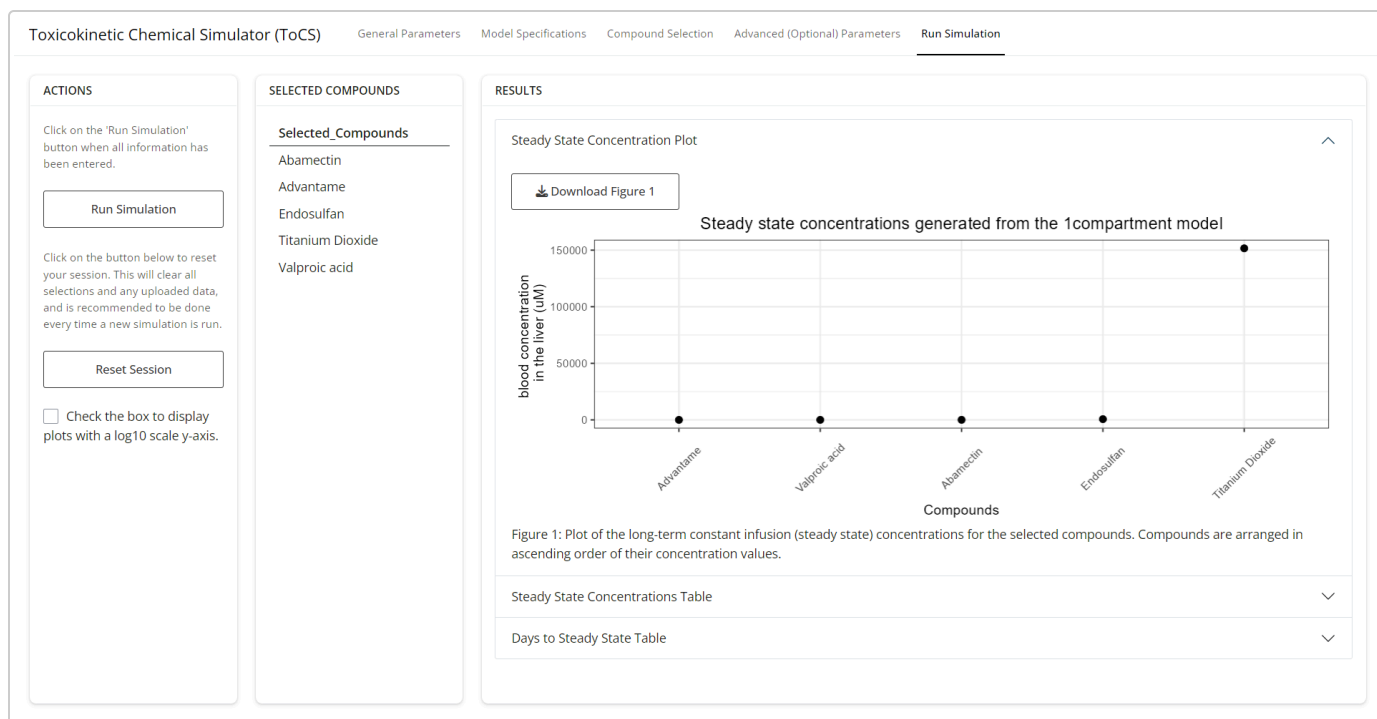 Toxicokinetic Chemical Simulator (ToCS)
General Parameters
Model Specifications
Compound Selection
Advanced (Optional) Parameters
Run Simulation
ACTIONS
Click on the 'Run Simulation'
button when all information has
been entered.
Run Simulation
Click on the button below to reset
your session. This will clear all
selections and any uploaded data,
and is recommended to be done
every time a new simulation is run.
Reset Session
Check the box to display
plots with a log10 scale y-axis.
SELECTED COMPOUNDS
Selected_Compounds
Abamectin
Advantame
Endosulfan
Titanium Dioxide
Valproic acid
RESULTS
Steady State Concentration Plot
Download Figure 1
Steady state concentrations generated from the 1compartment model
blood concentration
in the liver (uM)
150000
100000
50000
0
Advantame
Valproic acid
Abamectin
Endosulfan
Titanium Dioxide
Compounds
Figure 1: Plot of the long-term constant infusion (steady state) concentrations for the selected compounds. Compounds are arranged in
ascending order of their concentration values.
Steady State Concentrations Table
Days to Steady State Table